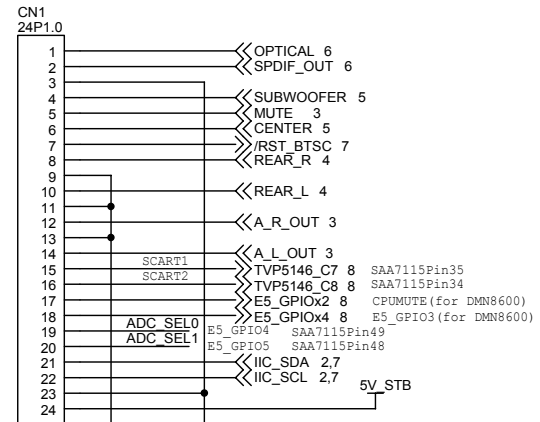 CN1
24P1.0
1 OPTICAL 6
2 SPDIF_OUT 6
3
4 SUBWOOFER 5
5 MUTE 3
6 CENTER 5
7 /RST_BTSC 7
8 REAR_R 4
9
10 REAR_L 4
11
12 A_R_OUT 3
13
14 A_L_OUT 3
15 SCART1 TVP5146_C7 8 SAA7115Pin35
16 SCART2 TVP5146_C8 8 SAA7115Pin34
17 E5_GPIOx2 8 CPUMUTE(for DMN8600)
18 E5_GPIOx4 8 E5_GPIO3(for DMN8600)
19 ADC_SEL0 E5_GPIO4 SAA7115Pin49
20 ADC_SEL1 E5_GPIO5 SAA7115Pin48
21 IIC_SDA 2,7
22 IIC_SCL 2,7
23 5V_STB
24